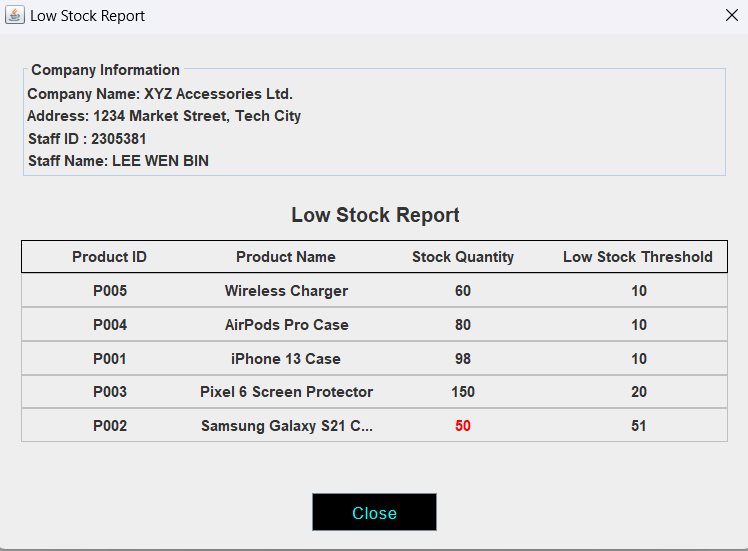 Low Stock Report
Company Information
Company Name: XYZ Accessories Ltd.
Address: 1234 Market Street, Tech City
Staff ID : 2305381
Staff Name: LEE WEN BIN
Low Stock Report
Product ID Product Name Stock Quantity Low Stock Threshold
P005 Wireless Charger 60 10
P004 AirPods Pro Case 80 10
P001 iPhone 13 Case 98 10
P003 Pixel 6 Screen Protector 150 20
P002 Samsung Galaxy S21 C... 50 51
Close